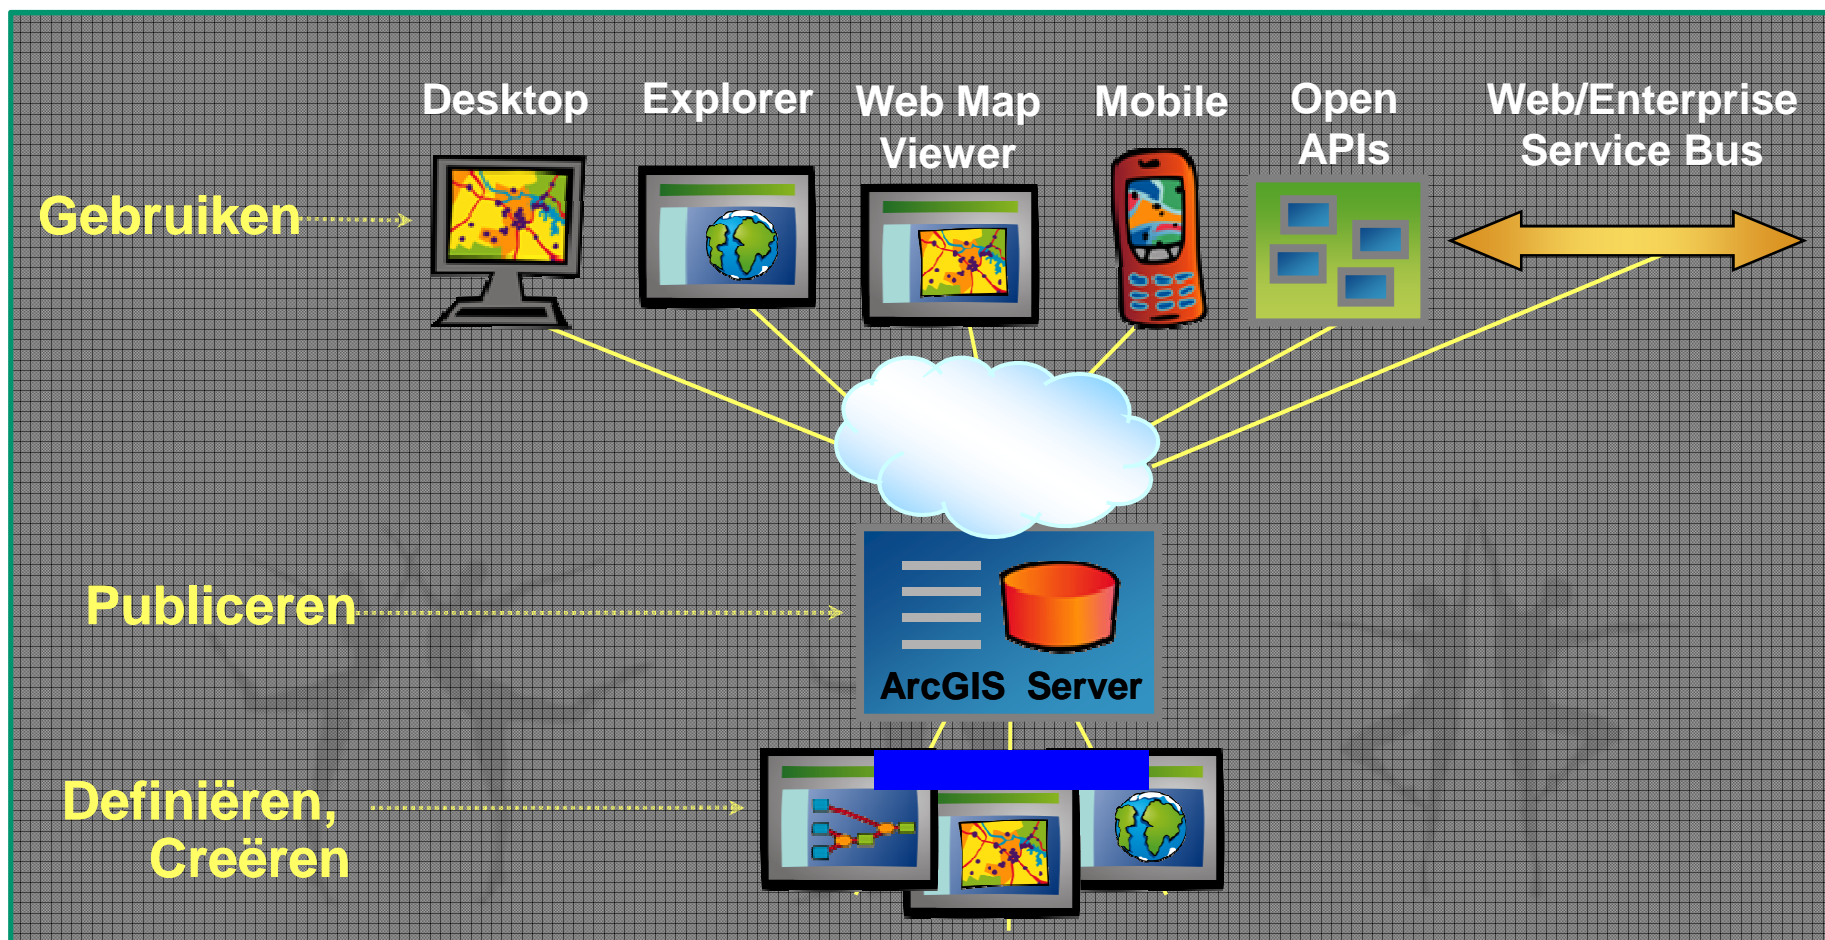 Desktop
Explorer
Web Map
Viewer
Mobile
Open
APIs
Web/Enterprise
Service Bus
Gebruiken
Publiceren
ArcGIS Server
Definiëren,
Creëren